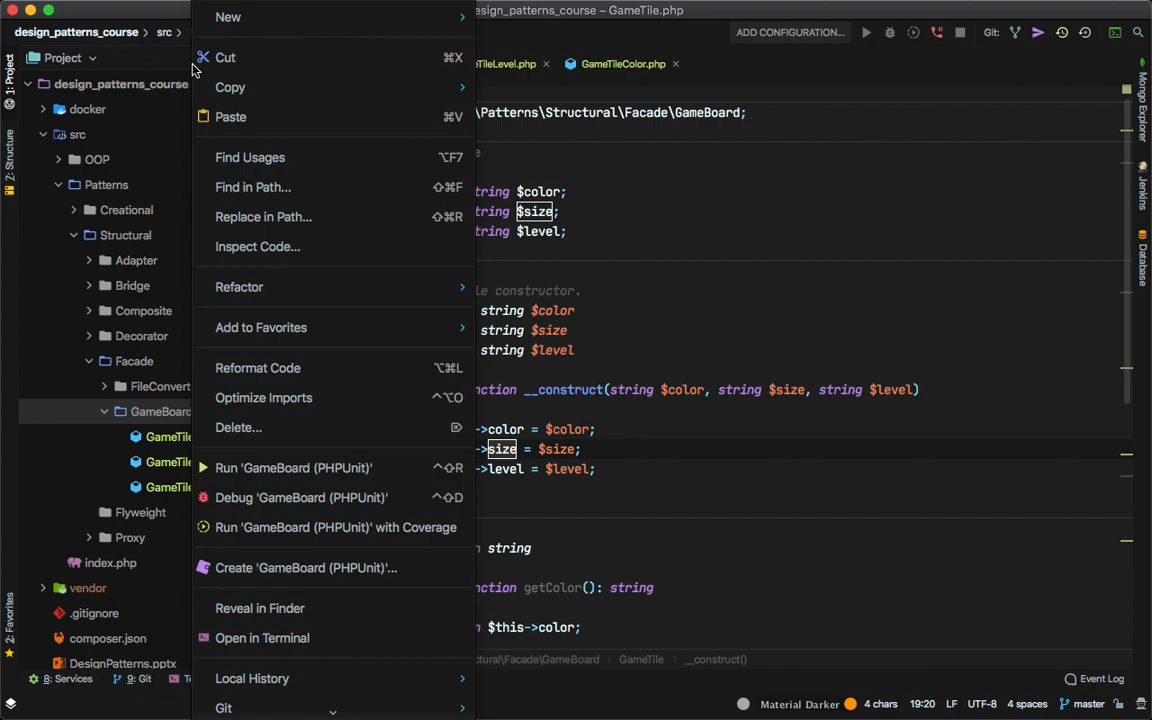 design_patterns_course – GameTile.php
design_patterns_course
src
ADD CONFIGURATION...
Git:
1: Project
Z: Structure
2: Favorites
Project
design_patterns_course
docker
src
OOP
Patterns
Creational
Structural
Adapter
Bridge
Composite
Decorator
Facade
FileConvert
GameBoard
GameTile
GameTile
GameTile
Flyweight
Proxy
index.php
vendor
.gitignore
composer.json
DesignPatterns.pptx
New
Cut ⌘X
Copy
Paste ⌘V
Find Usages ⌥F7
Find in Path... ⇧⌘F
Replace in Path... ⇧⌘R
Inspect Code...
Refactor
Add to Favorites
Reformat Code ⌥⌘L
Optimize Imports ^⌥O
Delete... ⌦
Run 'GameBoard (PHPUnit)' ^⇧R
Debug 'GameBoard (PHPUnit)' ^⇧D
Run 'GameBoard (PHPUnit)' with Coverage
Create 'GameBoard (PHPUnit)'...
Reveal in Finder
Open in Terminal
Local History
Git
TileLevel.php
GameTileColor.php
\Patterns\Structural\Facade\GameBoard;
e
tring $color;
tring $size;
tring $level;
le constructor.
string $color
string $size
string $level
nction __construct(string $color, string $size, string $level)
->color = $color;
->size = $size;
->level = $level;
n string
nction getColor(): string
n $this->color;
ctural\Facade\GameBoard › GameTile › __construct()
Mongo Explorer
Jenkins
Database
8: Services
9: Git
Te
Event Log
Material Darker
4 chars
19:20
LF
UTF-8
4 spaces
master